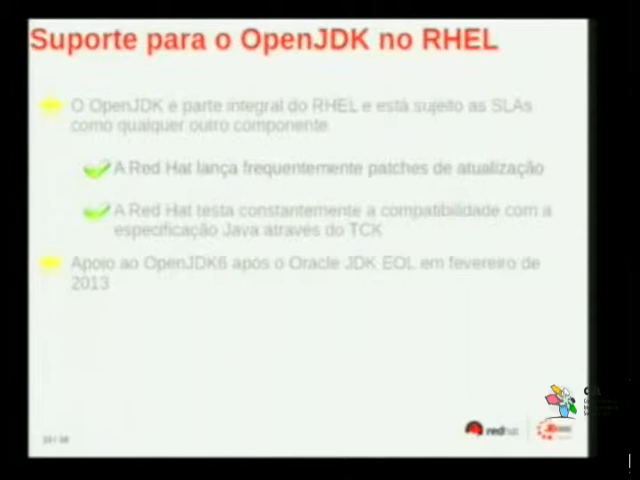 Suporte para o OpenJDK no RHEL
O OpenJDK é parte integral do RHEL e está sujeito as SLAs
como qualquer outro componente
A Red Hat lança frequentemente patches de atualização
A Red Hat testa constantemente a compatibilidade com a
especificação Java através do TCK
Apoio ao OpenJDK6 após o Oracle JDK EOL em fevereiro de
2013
redhat